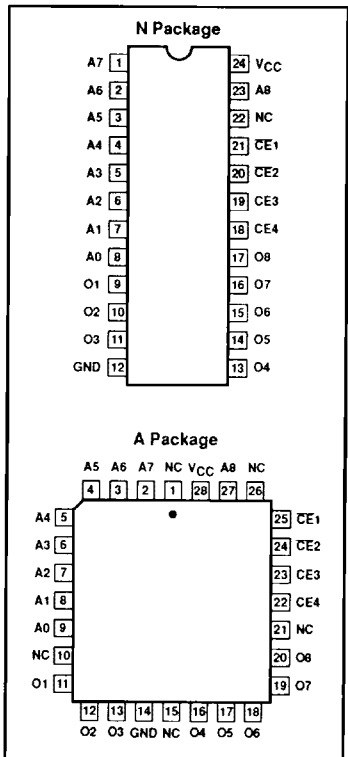 N Package
A7 1 24 VCC
A6 2 23 A8
A5 3 22 NC
A4 4 21 C̅E̅1
A3 5 20 C̅E̅2
A2 6 19 CE3
A1 7 18 CE4
A0 8 17 O8
O1 9 16 O7
O2 10 15 O6
O3 11 14 O5
GND 12 13 O4
A Package
A5 A6 A7 NC VCC A8 NC
4 3 2 1 28 27 26
A4 5 25 C̅E̅1
A3 6 24 C̅E̅2
A2 7 23 CE3
A1 8 22 CE4
A0 9 21 NC
NC 10 20 O8
O1 11 19 O7
12 13 14 15 16 17 18
O2 O3 GND NC O4 O5 O6